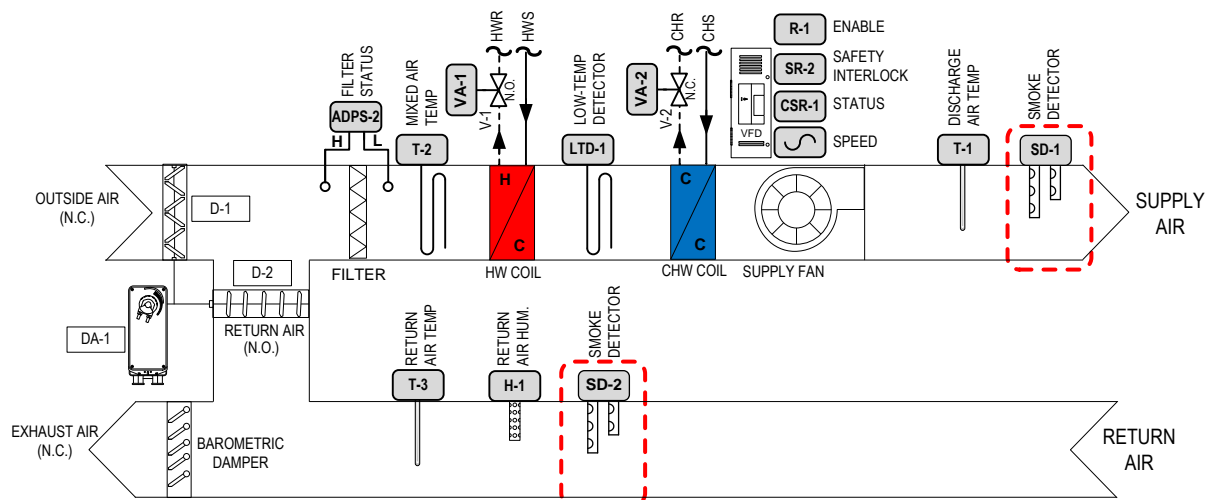 HWR
HWS
CHR
CHS
R-1
ENABLE
FILTER
STATUS
MIXED AIR
TEMP
VA-1
N.O.
V-1
LOW-TEMP
DETECTOR
VA-2
N.C.
V-2
SR-2
SAFETY
INTERLOCK
CSR-1
STATUS
VFD
SPEED
DISCHARGE
AIR TEMP
SMOKE
DETECTOR
ADPS-2
H
L
T-2
LTD-1
T-1
SD-1
OUTSIDE AIR
(N.C.)
D-1
H
C
C
C
SUPPLY
AIR
FILTER
HW COIL
CHW COIL
SUPPLY FAN
D-2
DA-1
RETURN AIR
(N.O.)
RETURN
AIR TEMP
RETURN
AIR HUM.
SMOKE
DETECTOR
T-3
H-1
SD-2
EXHAUST AIR
(N.C.)
BAROMETRIC
DAMPER
RETURN
AIR